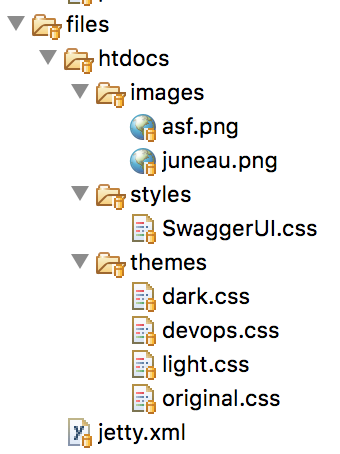 files
htdocs
images
asf.png
juneau.png
styles
SwaggerUI.css
themes
dark.css
devops.css
light.css
original.css
jetty.xml